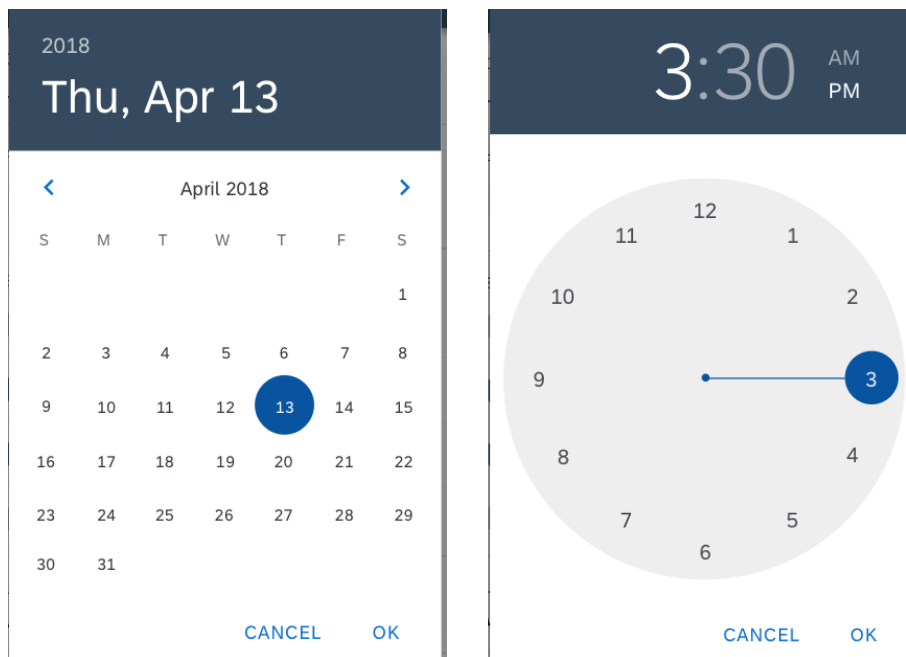 2018
Thu, Apr 13
April 2018
S M T W T F S
1
2 3 4 5 6 7 8
9 10 11 12 13 14 15
16 17 18 19 20 21 22
23 24 25 26 27 28 29
30 31
CANCEL OK
3:30 AM
PM
12
11 1
10 2
9 3
8 4
7 5
6
CANCEL OK